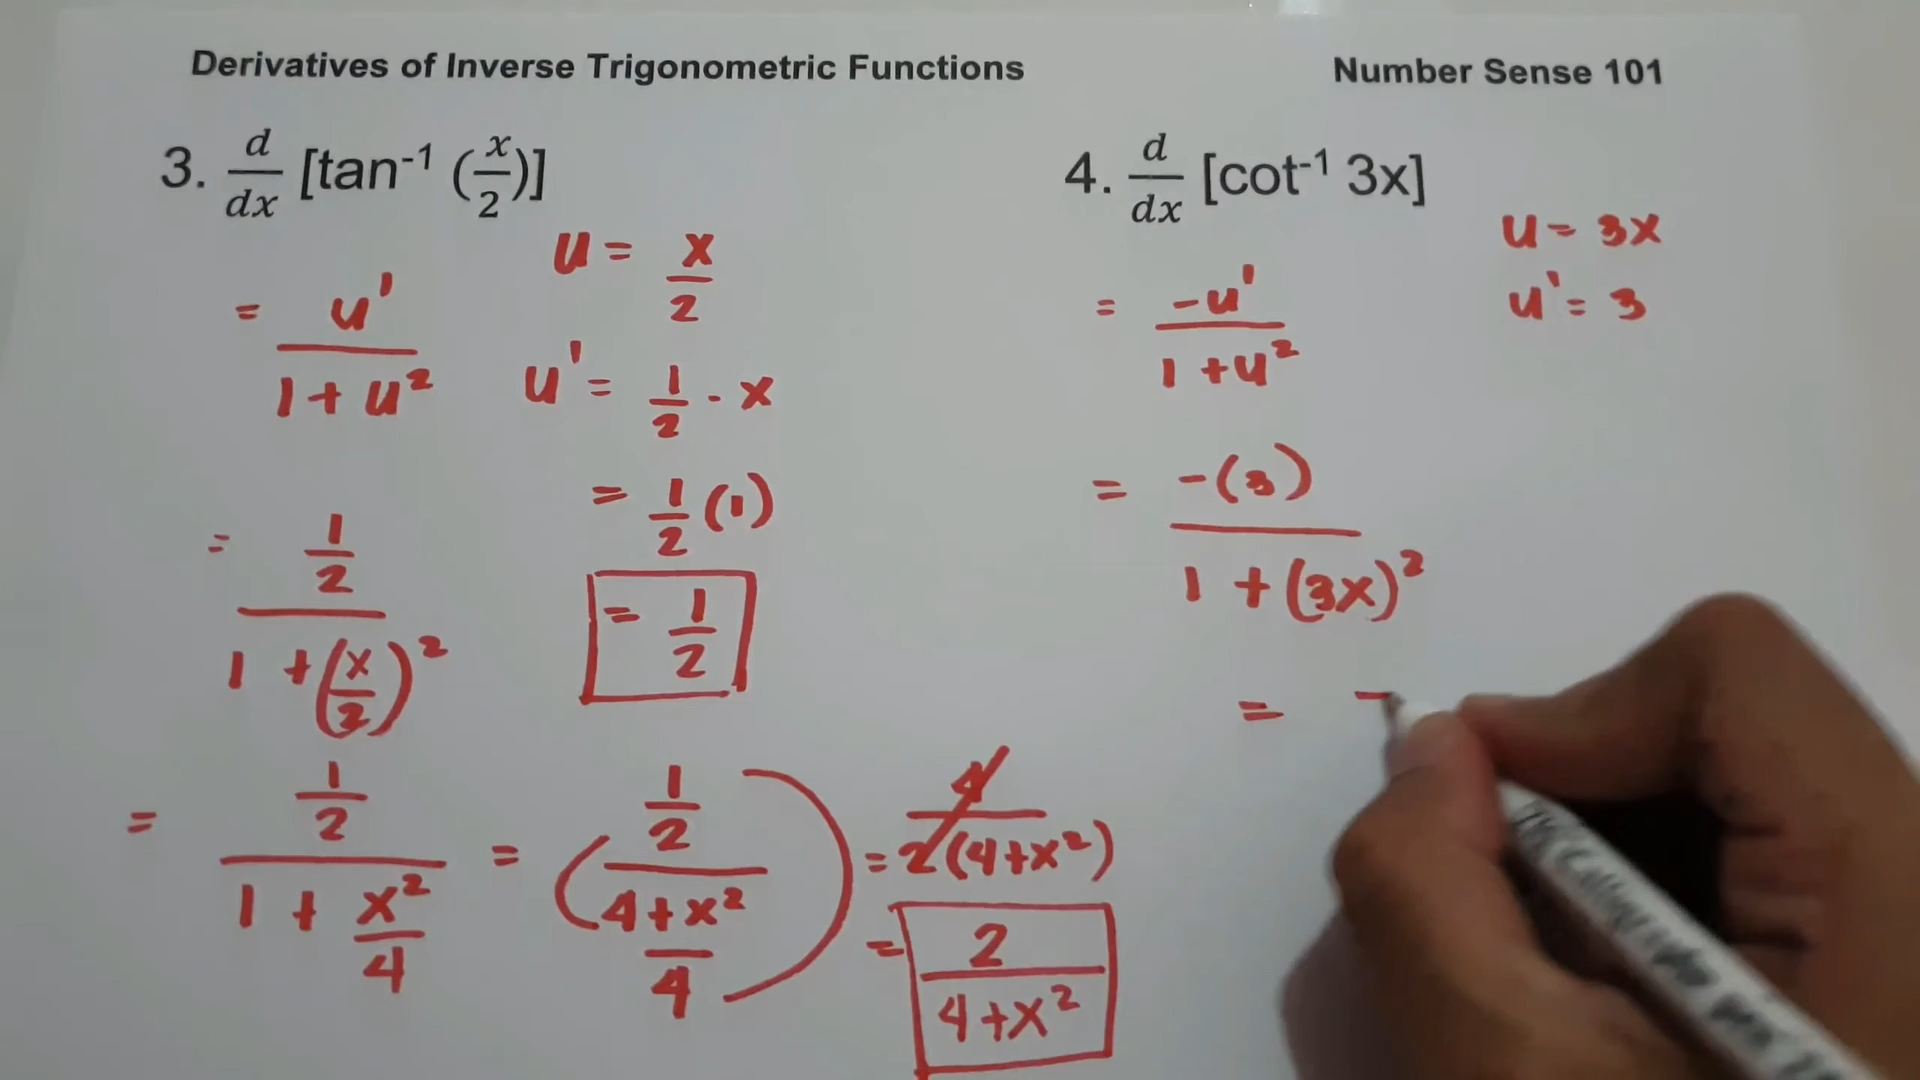 Derivatives of Inverse Trigonometric Functions
Number Sense 101
3. d/dx [tan⁻¹ (x/2)]
u = x/2
= u'/(1 + u²)
u' = 1/2 · x
= 1/2 (1)
= 1/2
= (1/2)/(1 + (x/2)²)
= (1/2)/(1 + x²/4)
= ((1/2)/((4+x²)/4))
= 4/(2(4+x²))
= 2/(4+x²)
4. d/dx [cot⁻¹ 3x]
u = 3x
u' = 3
= -u'/(1 + u²)
= -(3)/(1 + (3x)²)
= -